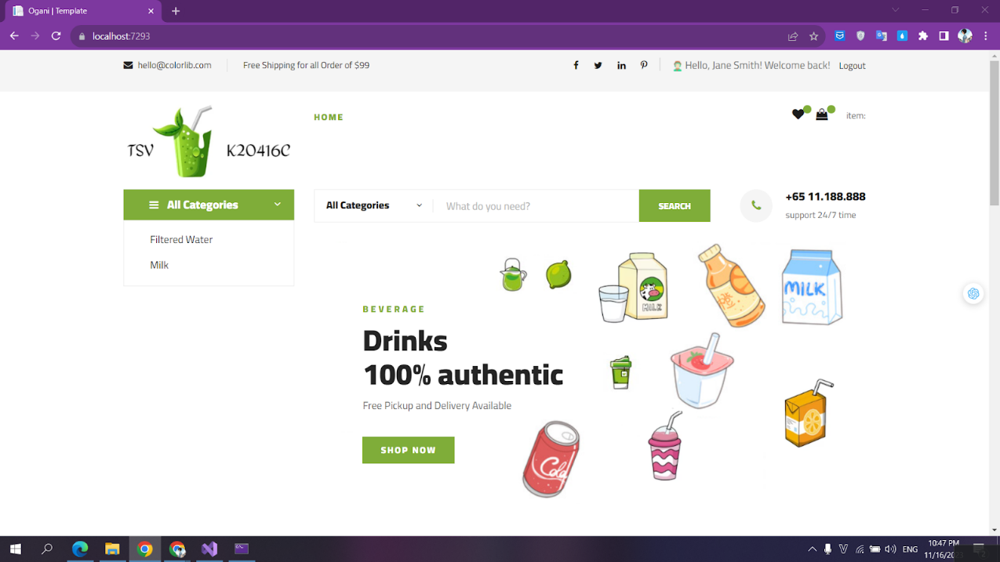 Ogani | Template
localhost:7293
hello@colorlib.com
Free Shipping for all Order of $99
Hello, Jane Smith! Welcome back!
Logout
TSV
K20416C
HOME
item:
All Categories
All Categories
What do you need?
SEARCH
+65 11.188.888
support 24/7 time
Filtered Water
Milk
MILK
MILK
BEVERAGE
Drinks
100% authentic
Free Pickup and Delivery Available
SHOP NOW
Cola
ENG
10:47 PM
11/16/2023